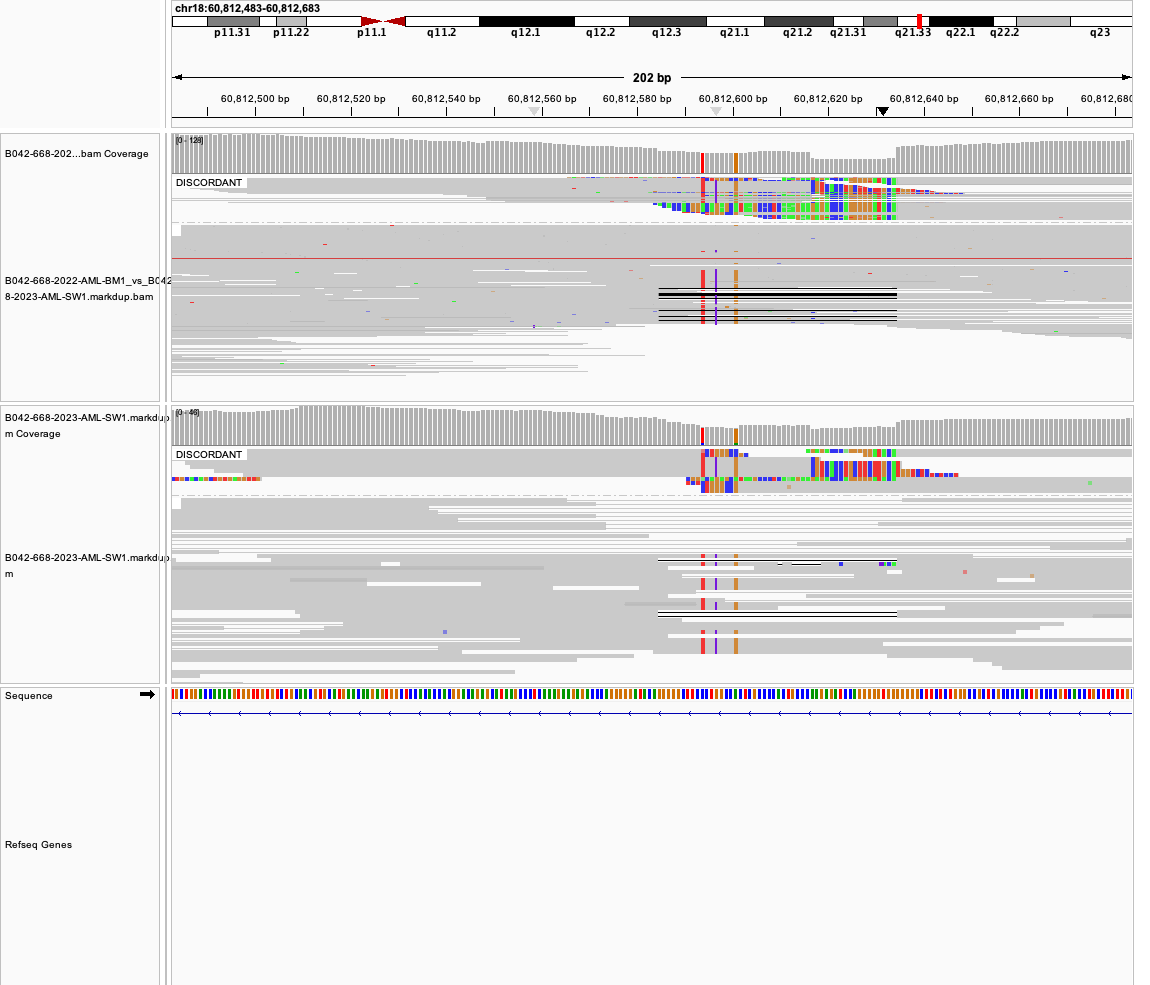 chr18:60,812,483-60,812,683
p11.31 p11.22 p11.1 q11.2 q12.1 q12.2 q12.3 q21.1 q21.2 q21.31 q21.33 q22.1 q22.2 q23
202 bp
60,812,500 bp 60,812,520 bp 60,812,540 bp 60,812,560 bp 60,812,580 bp 60,812,600 bp 60,812,620 bp 60,812,640 bp 60,812,660 bp 60,812,680
[0 - 128]
B042-668-202...bam Coverage
DISCORDANT
B042-668-2022-AML-BM1_vs_B042
8-2023-AML-SW1.markdup.bam
[0 - 46]
B042-668-2023-AML-SW1.markdup
m Coverage
DISCORDANT
B042-668-2023-AML-SW1.markdup
m
Sequence
Refseq Genes